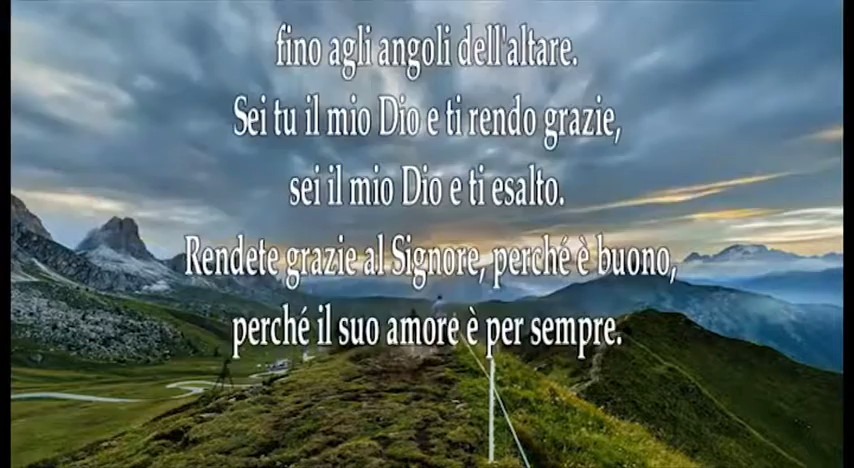 fino agli angoli dell'altare.
Sei tu il mio Dio e ti rendo grazie,
sei il mio Dio e ti esalto.
Rendete grazie al Signore, perché è buono,
perché il suo amore è per sempre.